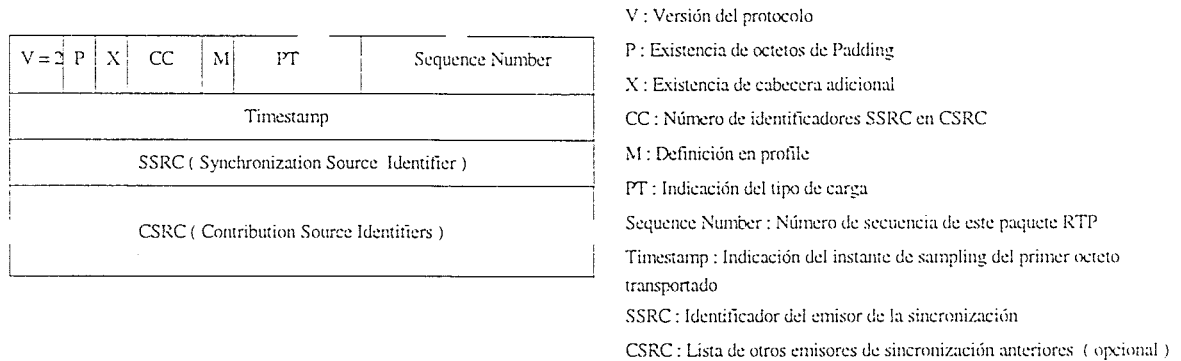 V = 2 P X CC M PT Sequence Number
Timestamp
SSRC ( Synchronization Source Identifier )
CSRC ( Contribution Source Identifiers )
V : Versión del protocolo
P : Existencia de octetos de Padding
X : Existencia de cabecera adicional
CC : Número de identificadores SSRC en CSRC
M : Definición en profile
PT : Indicación del tipo de carga
Sequence Number : Número de secuencia de este paquete RTP
Timestamp : Indicación del instante de sampling del primer octeto
transportado
SSRC : Identificador del emisor de la sincronización
CSRC : Lista de otros emisores de sincronización anteriores ( opcional )